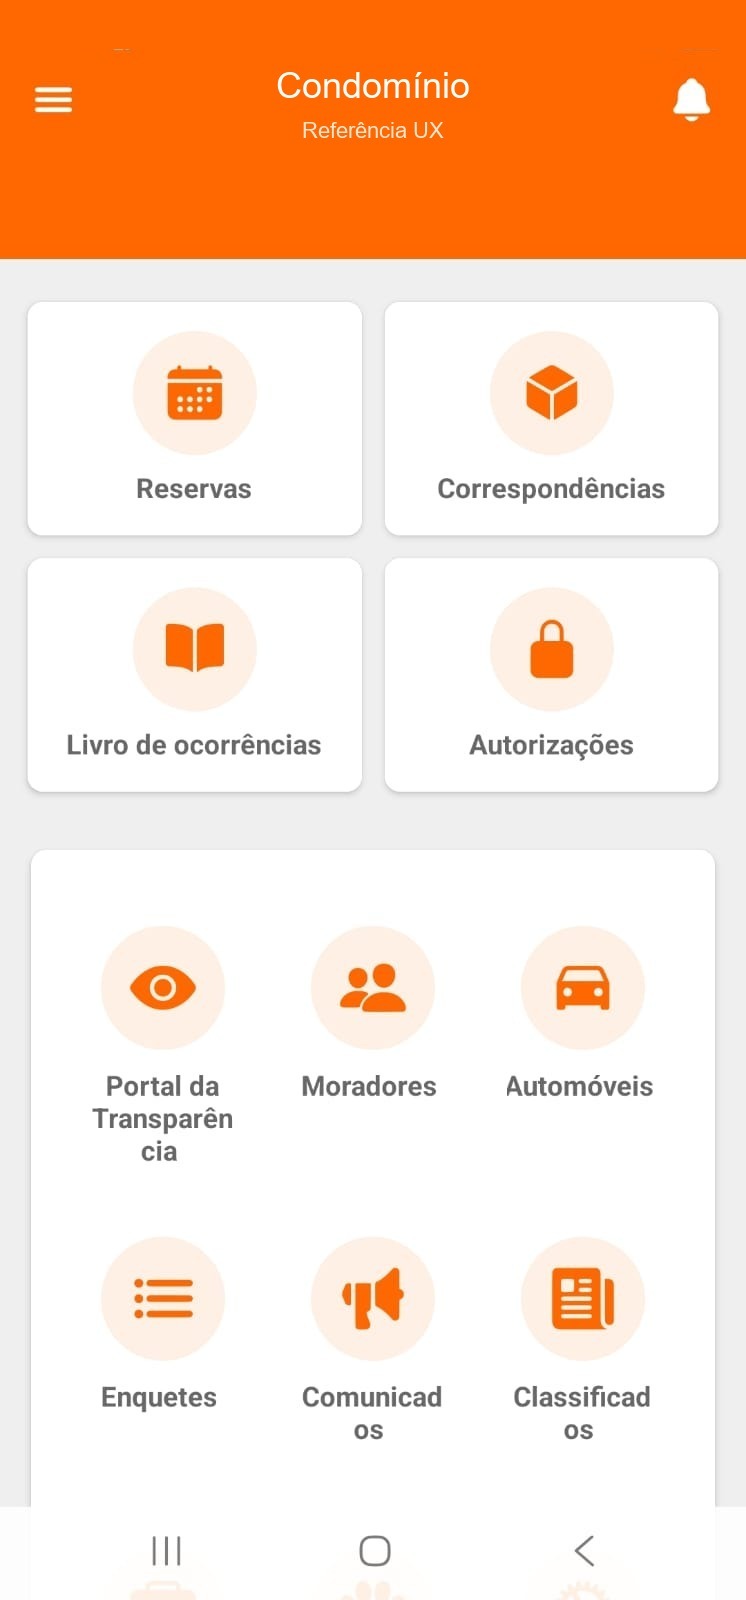 Condomínio
Referência UX
Reservas
Correspondências
Livro de ocorrências
Autorizações
Portal da
Transparên
cia
Moradores
Automóveis
Enquetes
Comunicad
os
Classificad
os